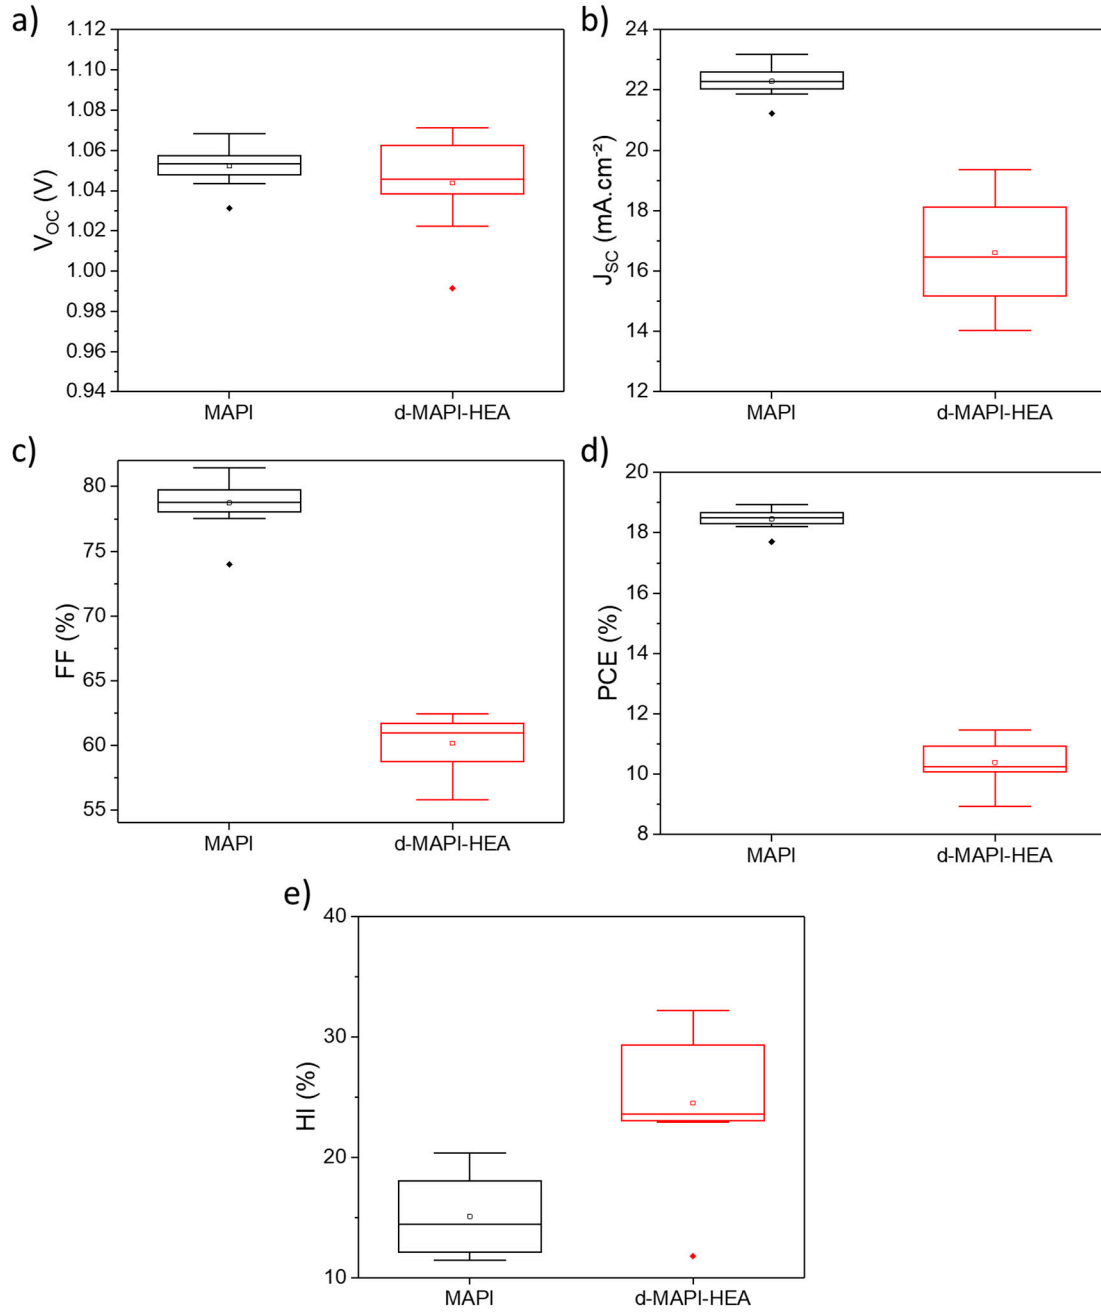 a)
1.12
1.10
1.08
1.06
1.04
1.02
1.00
0.98
0.96
0.94
V_OC (V)
MAPI d-MAPI-HEA
b)
24
22
20
18
16
14
12
J_SC (mA.cm⁻²)
MAPI d-MAPI-HEA
c)
80
75
70
65
60
55
FF (%)
MAPI d-MAPI-HEA
d)
20
18
16
14
12
10
8
PCE (%)
MAPI d-MAPI-HEA
e)
40
30
20
10
HI (%)
MAPI d-MAPI-HEA